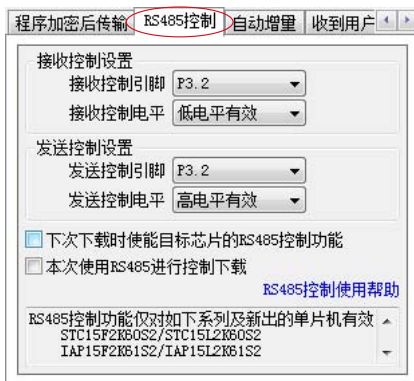 程序加密后传输 RS485控制 自动增量 收到用户
接收控制设置
接收控制引脚 P3.2
接收控制电平 低电平有效
发送控制设置
发送控制引脚 P3.2
发送控制电平 高电平有效
下次下载时使能目标芯片的RS485控制功能
本次使用RS485进行控制下载
RS485控制使用帮助
RS485控制功能仅对如下系列及新出的单片机有效
STC15F2K60S2/STC15L2K60S2
IAP15F2K61S2/IAP15L2K61S2